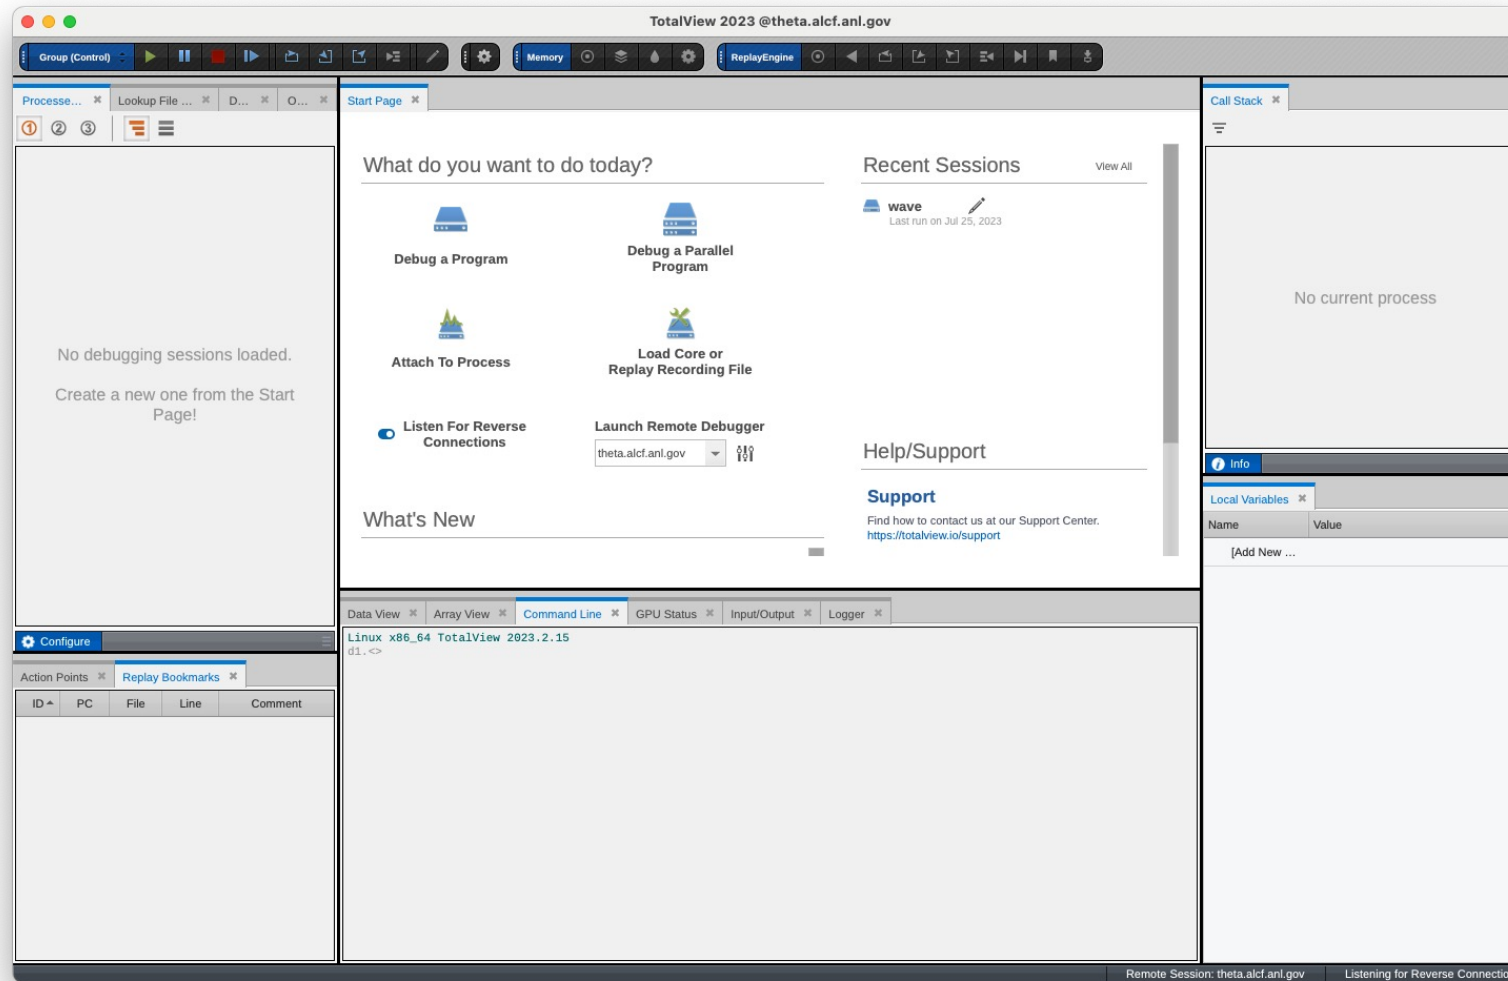 TotalView 2023 @theta.alcf.anl.gov
Group (Control)
Memory
ReplayEngine
Processe...
Lookup File ...
D...
O...
1
2
3
No debugging sessions loaded.
Create a new one from the Start
Page!
Configure
Action Points
Replay Bookmarks
ID
PC
File
Line
Comment
Start Page
What do you want to do today?
Debug a Program
Debug a Parallel
Program
Attach To Process
Load Core or
Replay Recording File
Listen For Reverse
Connections
Launch Remote Debugger
theta.alcf.anl.gov
What's New
Recent Sessions
View All
wave
Last run on Jul 25, 2023
Help/Support
Support
Find how to contact us at our Support Center.
https://totalview.io/support
Data View
Array View
Command Line
GPU Status
Input/Output
Logger
Linux x86_64 TotalView 2023.2.15
d1.<>
Call Stack
No current process
Info
Local Variables
Name
Value
[Add New ...
Remote Session: theta.alcf.anl.gov
Listening for Reverse Connectio